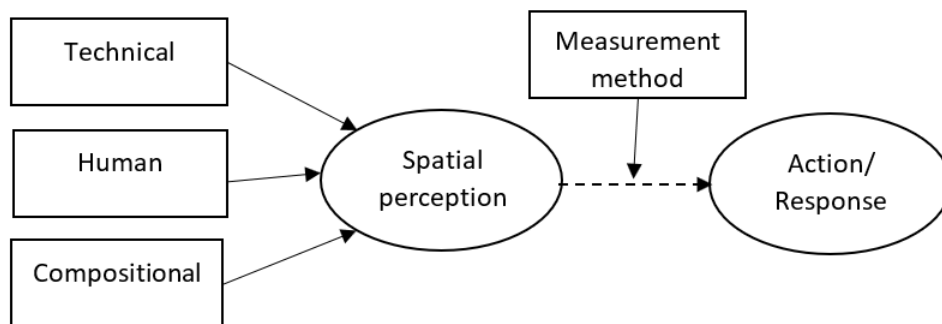 Technical
Human
Compositional
Spatial
perception
Measurement
method
Action/
Response